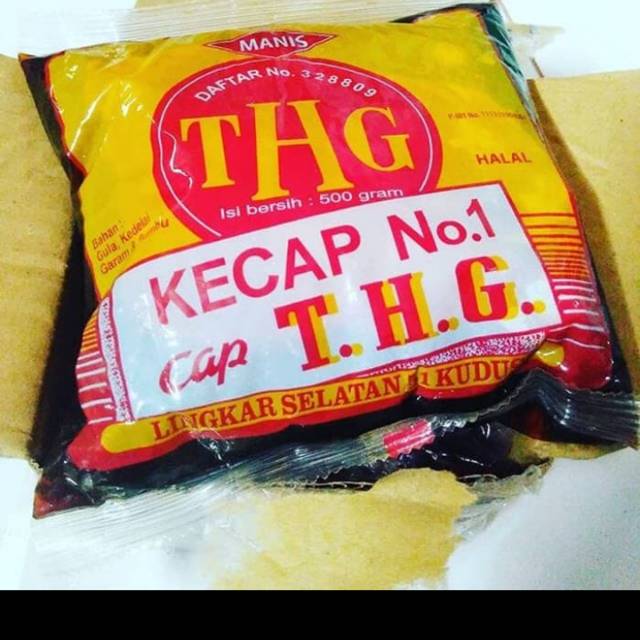 MANIS
DAFTAR No. 328809
THG
Isi bersih : 500 gram
HALAL
Bahan :
Gula, Kedelai
Garam &
KECAP No.1
Cap T.H.G.
LINGKAR SELATAN KUDUS